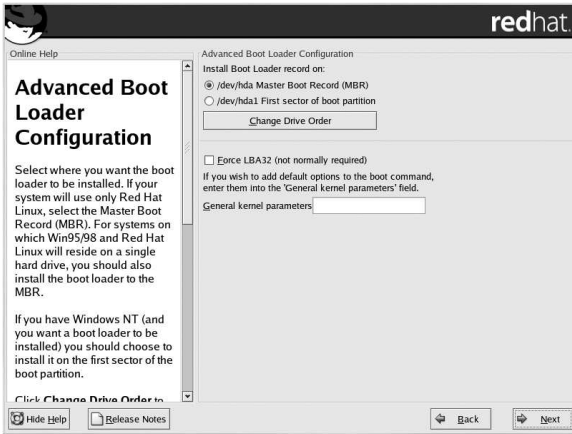 redhat.
Online Help
Advanced Boot
Loader
Configuration
Select where you want the boot
loader to be installed. If your
system will use only Red Hat
Linux, select the Master Boot
Record (MBR). For systems on
which Win95/98 and Red Hat
Linux will reside on a single
hard drive, you should also
install the boot loader to the
MBR.
If you have Windows NT (and
you want a boot loader to be
installed) you should choose to
install it on the first sector of the
boot partition.
Click Change Drive Order to
Advanced Boot Loader Configuration
Install Boot Loader record on:
/dev/hda Master Boot Record (MBR)
/dev/hda1 First sector of boot partition
Change Drive Order
Force LBA32 (not normally required)
If you wish to add default options to the boot command,
enter them into the 'General kernel parameters' field.
General kernel parameters
Hide Help
Release Notes
Back
Next